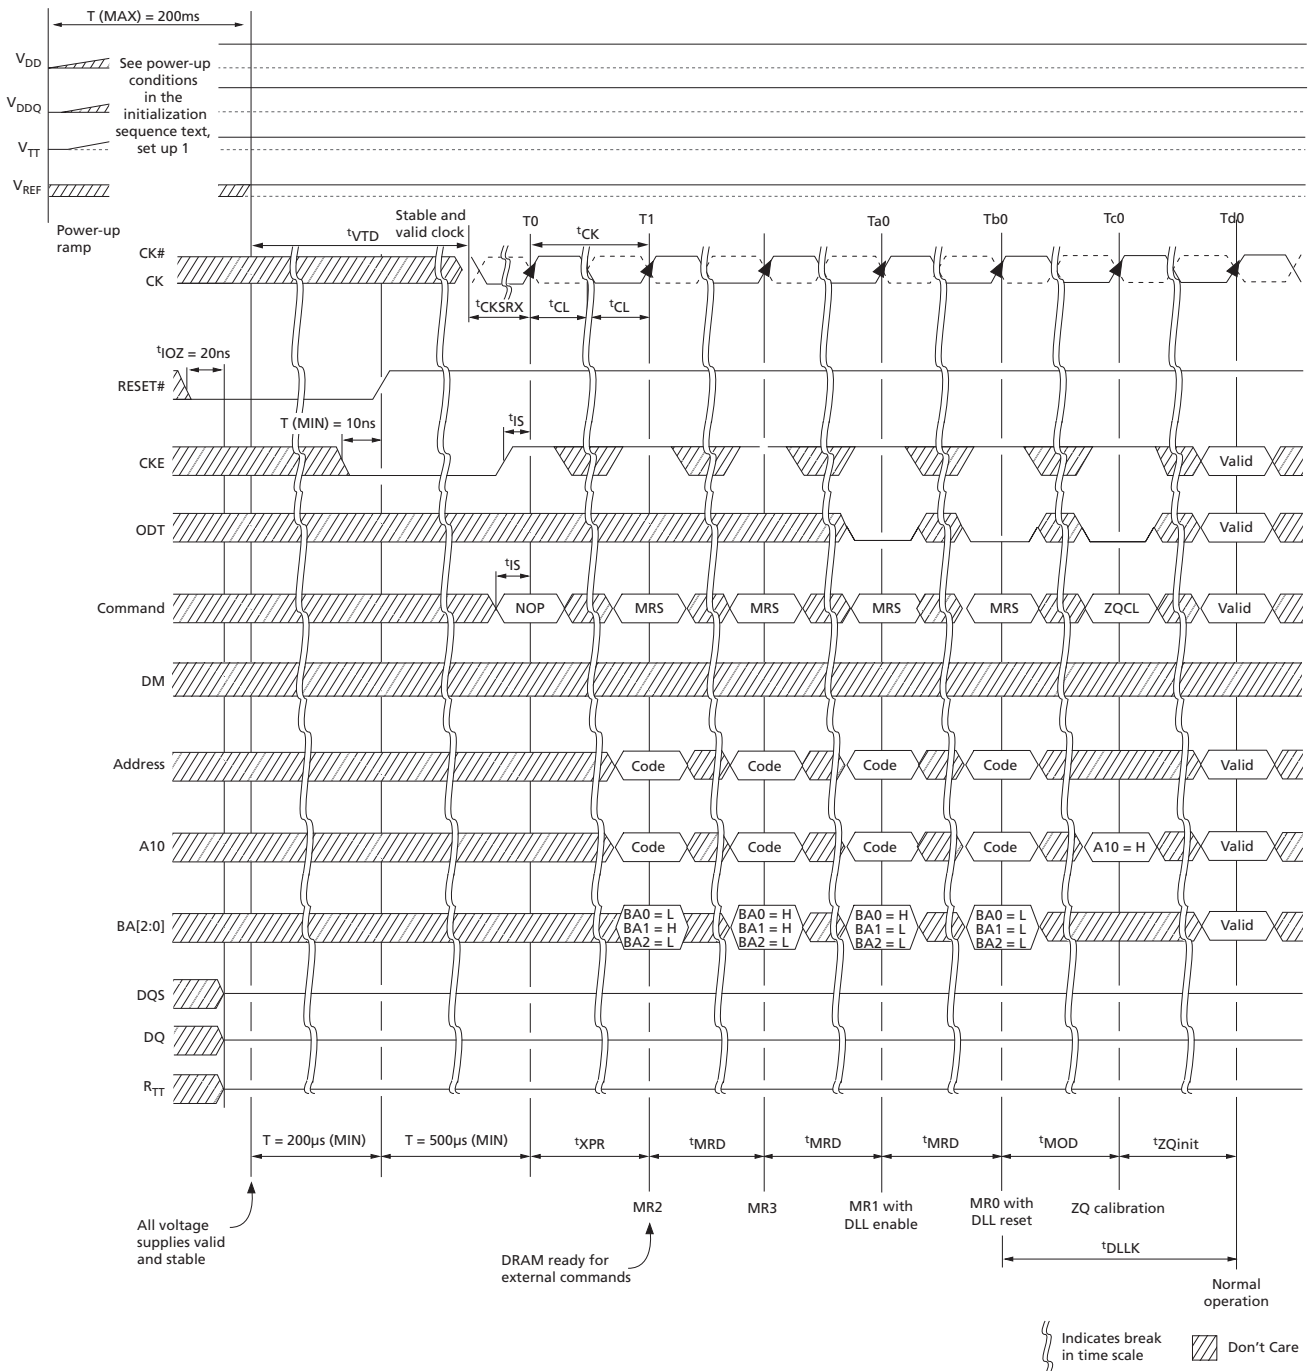 T (MAX) = 200ms
VDD
See power-up
conditions
in the
initialization
sequence text,
set up 1
VDDQ
VTT
VREF
Power-up
ramp
Stable and
valid clock
T0
T1
Ta0
Tb0
Tc0
Td0
tVTD
tCK
CK#
CK
tCKSRX
tCL
tCL
tIOZ = 20ns
RESET#
T (MIN) = 10ns
tIS
CKE
Valid
ODT
Valid
tIS
Command
NOP
MRS
MRS
MRS
MRS
ZQCL
Valid
DM
Address
Code
Code
Code
Code
Valid
A10
Code
Code
Code
Code
A10 = H
Valid
BA[2:0]
BA0 = L
BA1 = H
BA2 = L
BA0 = H
BA1 = H
BA2 = L
BA0 = H
BA1 = L
BA2 = L
BA0 = L
BA1 = L
BA2 = L
Valid
DQS
DQ
RTT
T = 200µs (MIN)
T = 500µs (MIN)
tXPR
tMRD
tMRD
tMRD
tMOD
tZQinit
MR2
MR3
MR1 with
DLL enable
MR0 with
DLL reset
ZQ calibration
All voltage
supplies valid
and stable
DRAM ready for
external commands
tDLLK
Normal
operation
Indicates break
in time scale
Don't Care